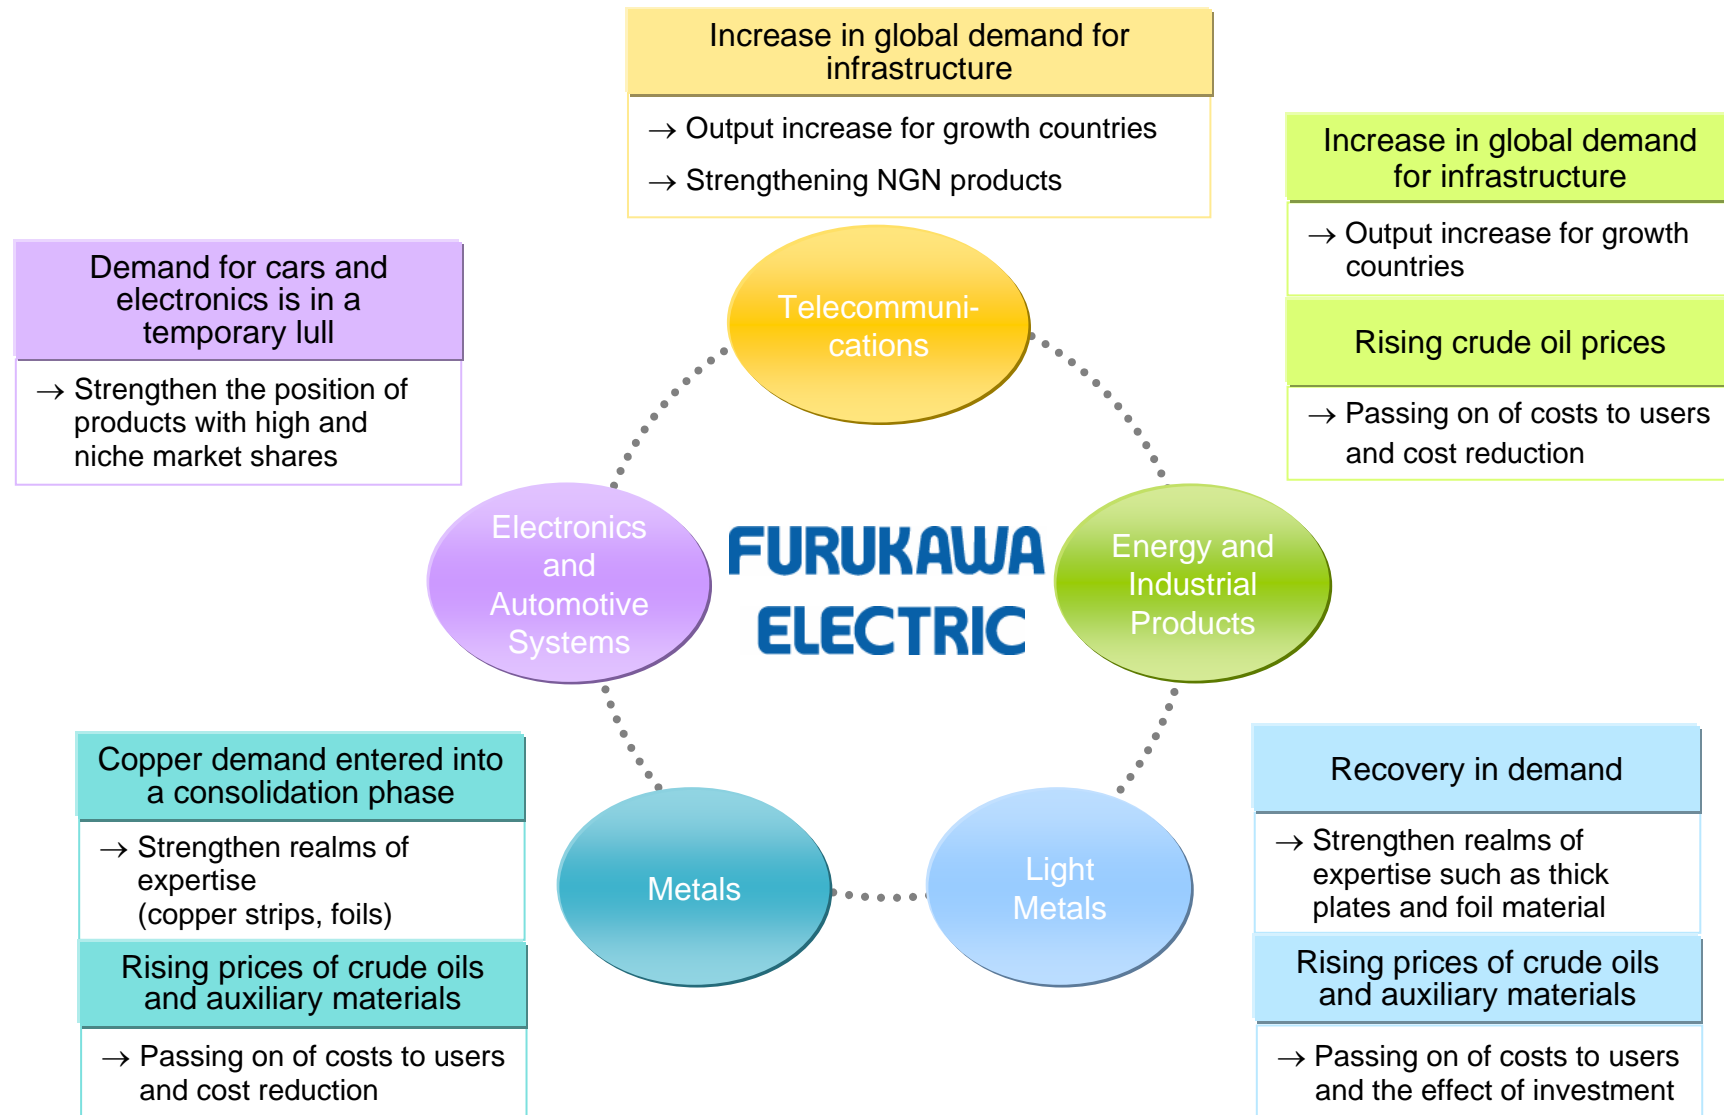 Increase in global demand for
infrastructure
→ Output increase for growth countries
→ Strengthening NGN products
Increase in global demand
for infrastructure
→ Output increase for growth
countries
Rising crude oil prices
→ Passing on of costs to users
and cost reduction
Demand for cars and
electronics is in a
temporary lull
→ Strengthen the position of
products with high and
niche market shares
Telecommuni-
cations
Electronics
and
Automotive
Systems
FURUKAWA
ELECTRIC
Energy and
Industrial
Products
Copper demand entered into
a consolidation phase
→ Strengthen realms of
expertise
(copper strips, foils)
Rising prices of crude oils
and auxiliary materials
→ Passing on of costs to users
and cost reduction
Metals
Light
Metals
Recovery in demand
→ Strengthen realms of
expertise such as thick
plates and foil material
Rising prices of crude oils
and auxiliary materials
→ Passing on of costs to users
and the effect of investment